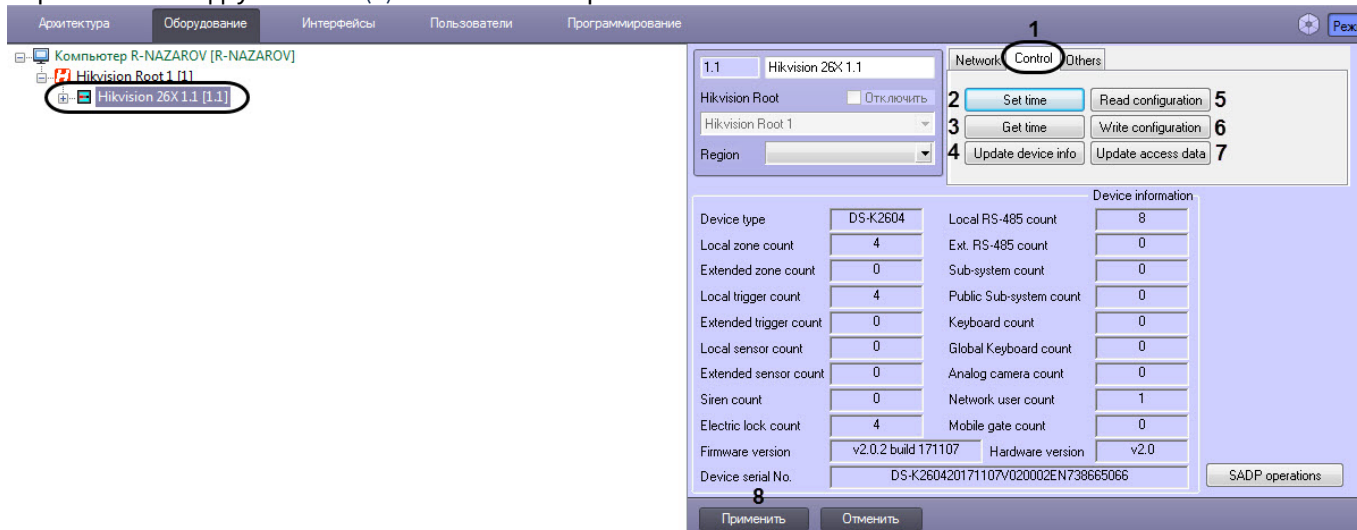 Архитектура Оборудование Интерфейсы Пользователи Программирование 1 Реж
Компьютер R-NAZAROV [R-NAZAROV]
Hikvision Root 1 [1]
Hikvision 26X 1.1 [1.1]
1.1 Hikvision 26X 1.1
Hikvision Root Отключить
Hikvision Root 1
Region
Network Control Others
2 Set time Read configuration 5
3 Get time Write configuration 6
4 Update device info Update access data 7
Device information
Device type DS-K2604 Local RS-485 count 8
Local zone count 4 Ext. RS-485 count 0
Extended zone count 0 Sub-system count 0
Local trigger count 4 Public Sub-system count 0
Extended trigger count 0 Keyboard count 0
Local sensor count 0 Global Keyboard count 0
Extended sensor count 0 Analog camera count 0
Siren count 0 Network user count 1
Electric lock count 4 Mobile gate count 0
Firmware version v2.0.2 build 171107 Hardware version v2.0
Device serial No. DS-K260420171107V020002EN738665066 SADP operations
8
Применить Отменить